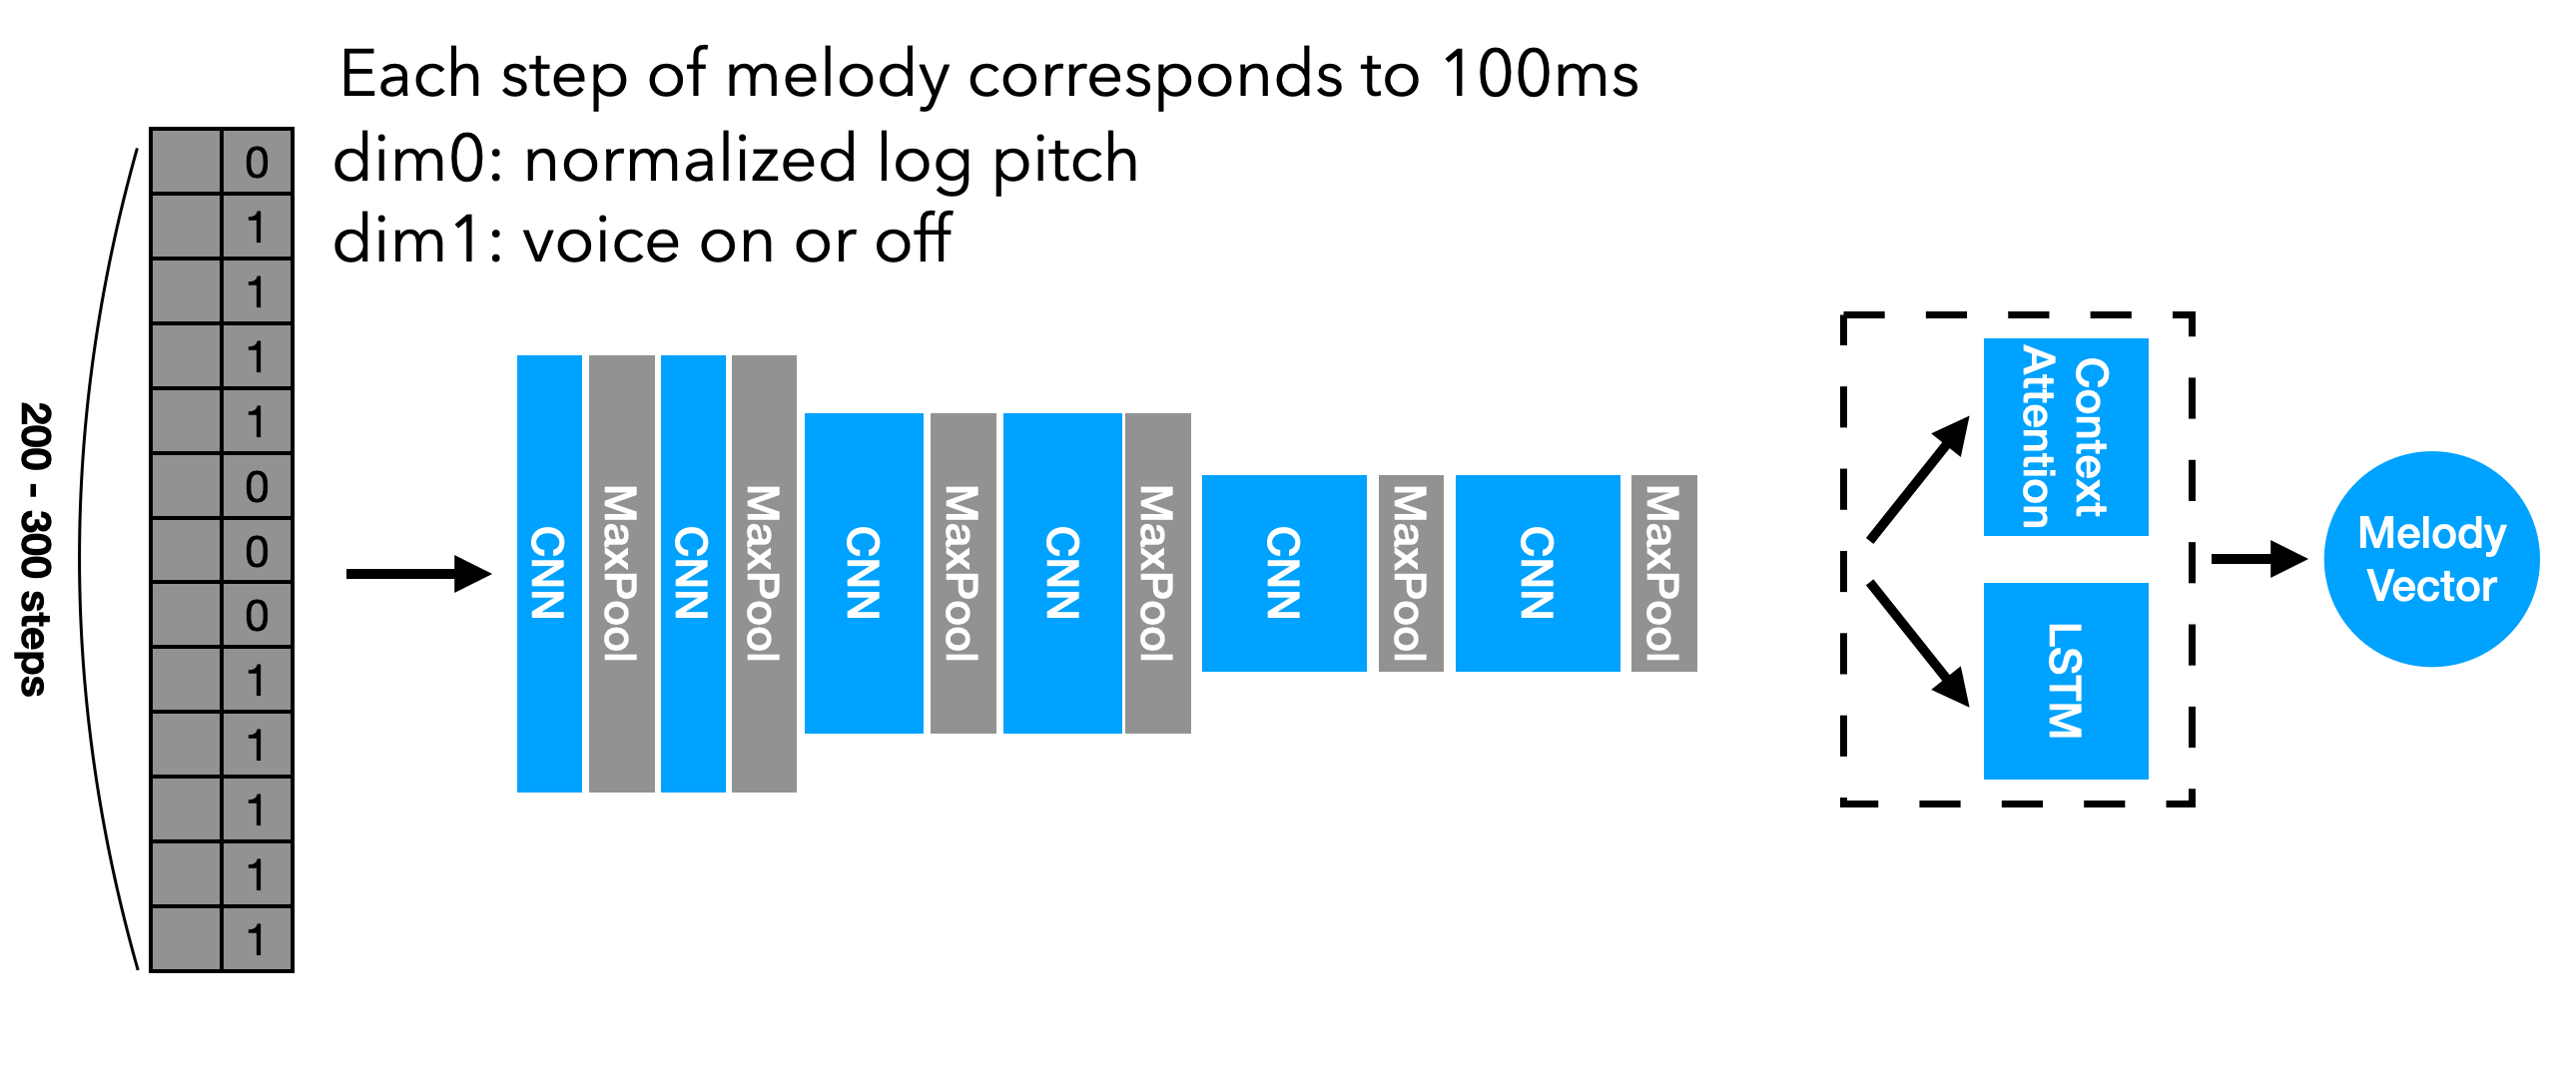 Each step of melody corresponds to 100ms
dim0: normalized log pitch
dim1: voice on or off
200 - 300 steps
0
1
1
1
1
0
0
0
1
1
1
1
1
CNN
MaxPool
CNN
MaxPool
CNN
MaxPool
CNN
MaxPool
CNN
MaxPool
CNN
MaxPool
Context
Attention
LSTM
Melody
Vector